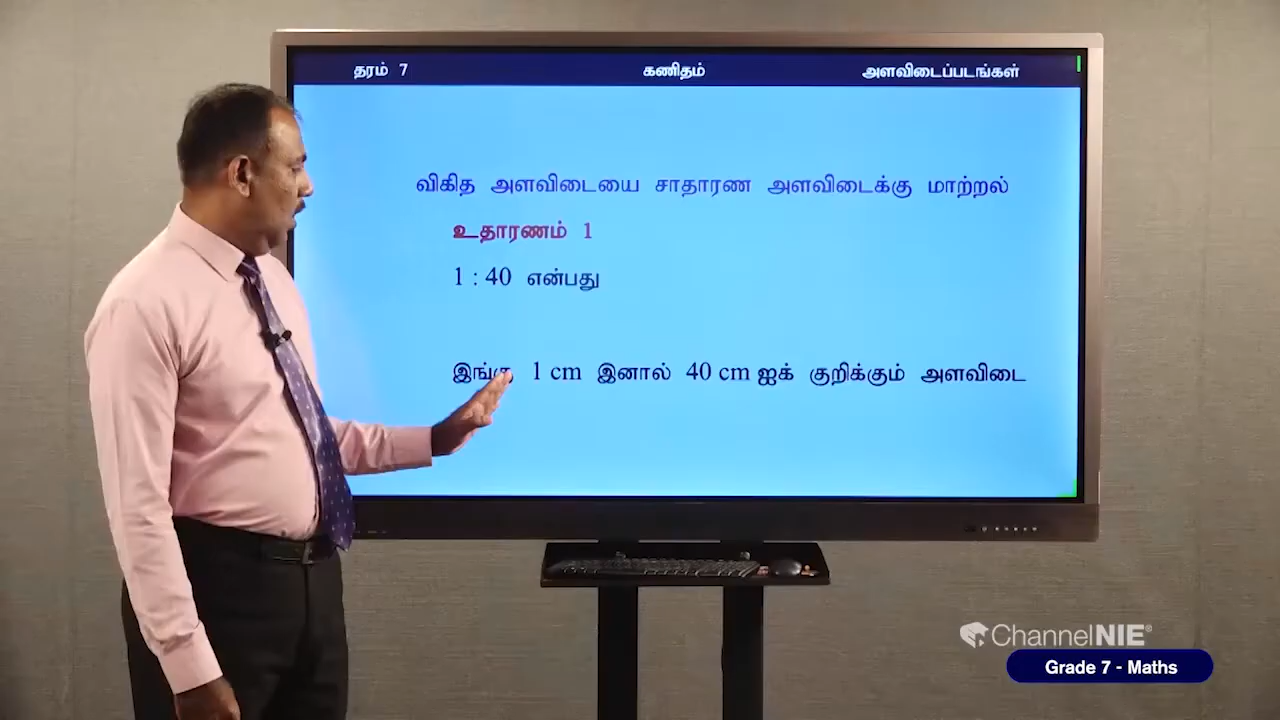 தரம் 7 கணிதம் அளவிடைப்படங்கள்
விகித அளவிடையை சாதாரண அளவிடைக்கு மாற்றல்
உதாரணம் 1
1 : 40 என்பது
இங்கு 1 cm இனால் 40 cm ஐக் குறிக்கும் அளவிடை
ChannelNIE®
Grade 7 - Maths